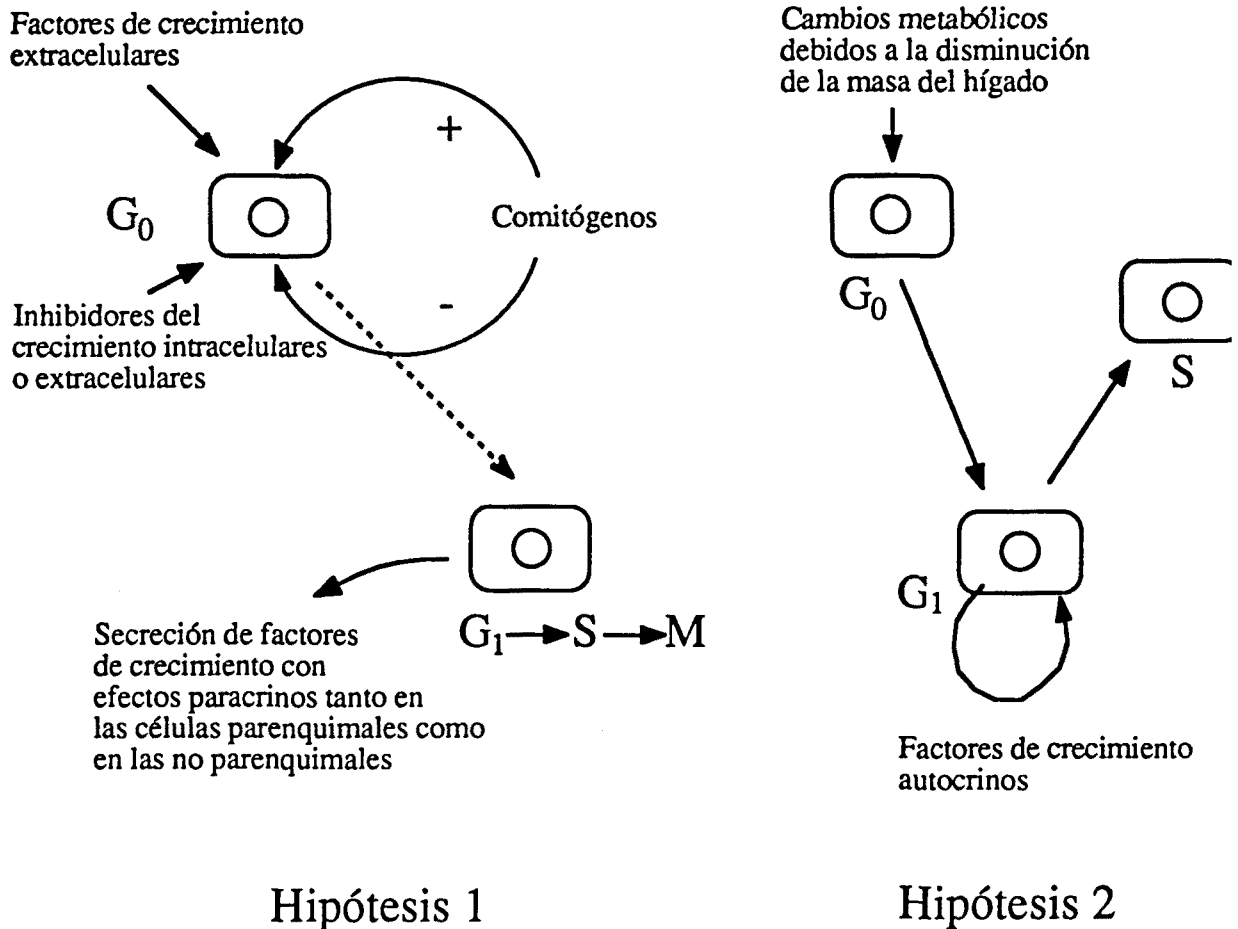 Factores de crecimiento
extracelulares
+
G₀
Comitógenos
-
Inhibidores del
crecimiento intracelulares
o extracelulares
G₁→S→M
Secreción de factores
de crecimiento con
efectos paracrinos tanto en
las células parenquimales como
en las no parenquimales
Hipótesis 1
Cambios metabólicos
debidos a la disminución
de la masa del hígado
G₀
S
G₁
Factores de crecimiento
autocrinos
Hipótesis 2